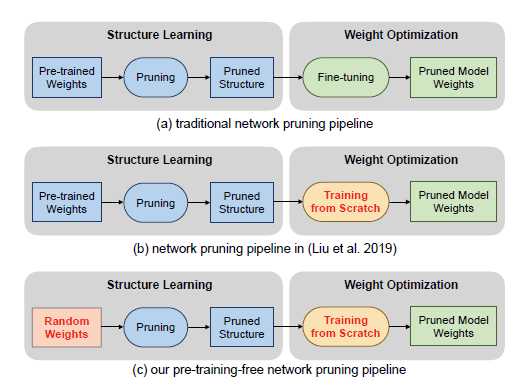 Structure Learning
Weight Optimization
Pre-trained
Weights
Pruning
Pruned
Structure
Fine-tuning
Pruned Model
Weights
(a) traditional network pruning pipeline
Structure Learning
Weight Optimization
Pre-trained
Weights
Pruning
Pruned
Structure
Training
from Scratch
Pruned Model
Weights
(b) network pruning pipeline in (Liu et al. 2019)
Structure Learning
Weight Optimization
Random
Weights
Pruning
Pruned
Structure
Training
from Scratch
Pruned Model
Weights
(c) our pre-training-free network pruning pipeline